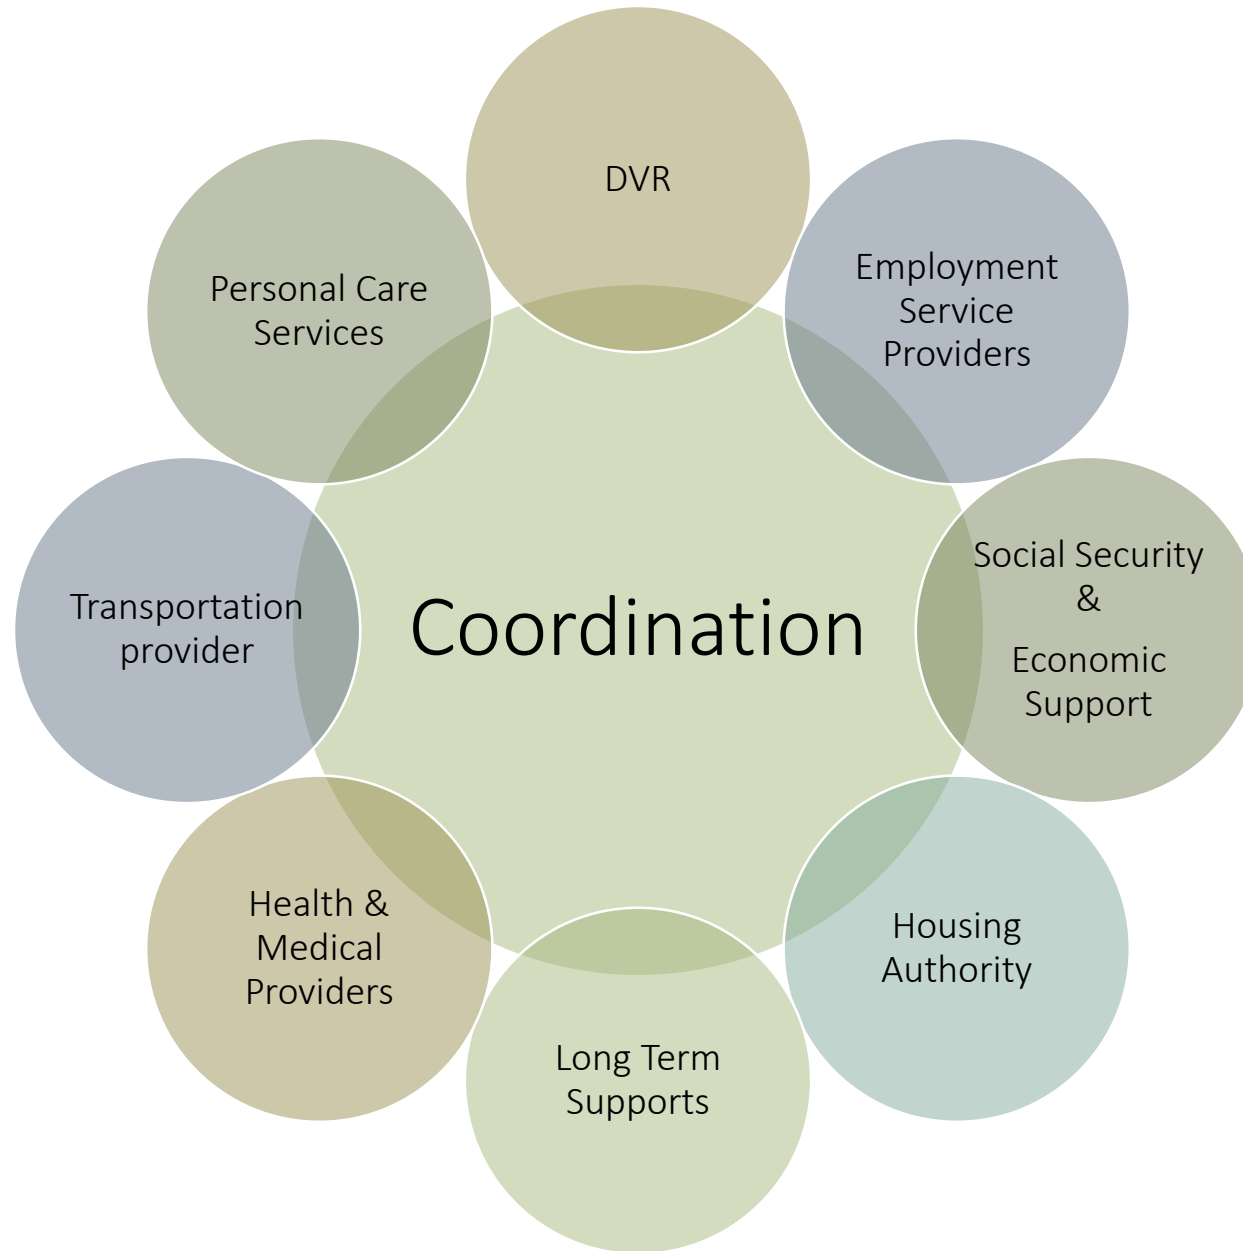 DVR
Employment
Service
Providers
Social Security
&
Economic
Support
Housing
Authority
Long Term
Supports
Health &
Medical
Providers
Transportation
provider
Personal Care
Services
Coordination